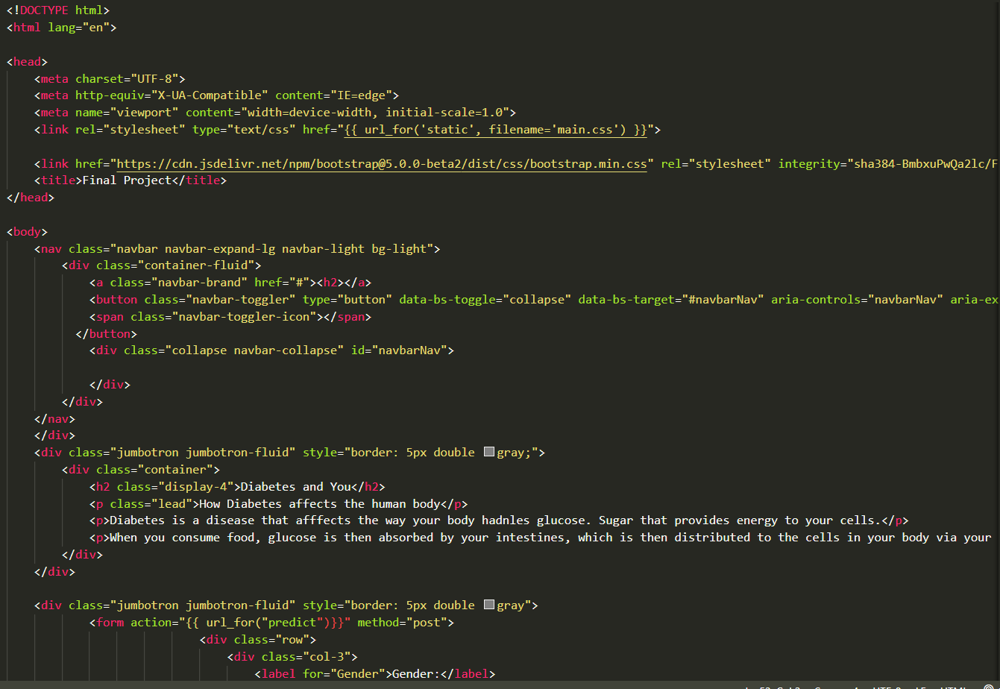 <!DOCTYPE html>
<html lang="en">
<head>
<meta charset="UTF-8">
<meta http-equiv="X-UA-Compatible" content="IE=edge">
<meta name="viewport" content="width=device-width, initial-scale=1.0">
<link rel="stylesheet" type="text/css" href="{{ url_for('static', filename='main.css') }}">
<link href="https://cdn.jsdelivr.net/npm/bootstrap@5.0.0-beta2/dist/css/bootstrap.min.css" rel="stylesheet" integrity="sha384-BmbxuPwQa2lc/F
<title>Final Project</title>
</head>
<body>
<nav class="navbar navbar-expand-lg navbar-light bg-light">
<div class="container-fluid">
<a class="navbar-brand" href="#"><h2></a>
<button class="navbar-toggler" type="button" data-bs-toggle="collapse" data-bs-target="#navbarNav" aria-controls="navbarNav" aria-ex
<span class="navbar-toggler-icon"></span>
</button>
<div class="collapse navbar-collapse" id="navbarNav">
</div>
</div>
</nav>
</div>
<div class="jumbotron jumbotron-fluid" style="border: 5px double gray;">
<div class="container">
<h2 class="display-4">Diabetes and You</h2>
<p class="lead">How Diabetes affects the human body</p>
<p>Diabetes is a disease that afffects the way your body hadnles glucose. Sugar that provides energy to your cells.</p>
<p>When you consume food, glucose is then absorbed by your intestines, which is then distributed to the cells in your body via your
</div>
</div>
<div class="jumbotron jumbotron-fluid" style="border: 5px double gray">
<form action="{{ url_for("predict")}}" method="post">
<div class="row">
<div class="col-3">
<label for="Gender">Gender:</label>